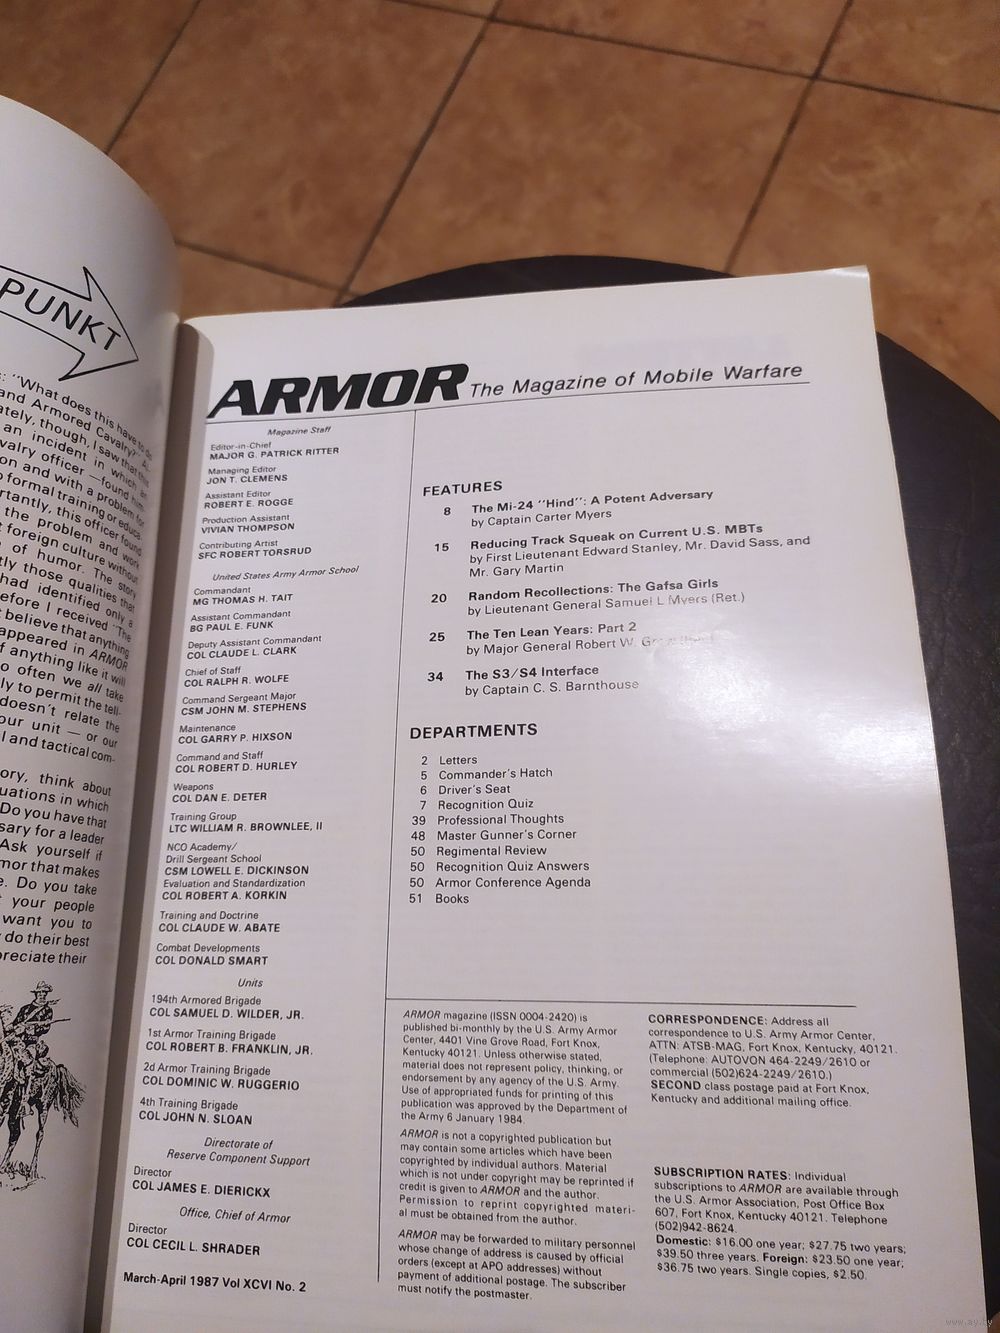 PUNKT
: "What does this have to do
and Armored Cavalry?"
ately, though, I saw that this
an incident in which an
valry officer — found him-
on and with a problem for
o formal training or educa-
rtantly, this officer found
the problem and work
t foreign culture without
of humor. The story
tly those qualities that
had identified only a
efore I received "The
t believe that anything
appeared in ARMOR
f anything like it will
o often we all take
ly to permit the tell-
doesn't relate the
our unit — or our
l and tactical com-
ory, think about
uations in which
Do you have that
sary for a leader
Ask yourself if
mor that makes
e. Do you take
your people
want you to
do their best
preciate their
ARMOR The Magazine of Mobile Warfare
Magazine Staff
Editor-in-Chief
MAJOR G. PATRICK RITTER
Managing Editor
JON T. CLEMENS
Assistant Editor
ROBERT E. ROGGE
Production Assistant
VIVIAN THOMPSON
Contributing Artist
SFC ROBERT TORSRUD
United States Army Armor School
Commandant
MG THOMAS H. TAIT
Assistant Commandant
BG PAUL E. FUNK
Deputy Assistant Commandant
COL CLAUDE L. CLARK
Chief of Staff
COL RALPH R. WOLFE
Command Sergeant Major
CSM JOHN M. STEPHENS
Maintenance
COL GARRY P. HIXSON
Command and Staff
COL ROBERT D. HURLEY
Weapons
COL DAN E. DETER
Training Group
LTC WILLIAM R. BROWNLEE, II
NCO Academy/
Drill Sergeant School
CSM LOWELL E. DICKINSON
Evaluation and Standardization
COL ROBERT A. KORKIN
Training and Doctrine
COL CLAUDE W. ABATE
Combat Developments
COL DONALD SMART
Units
194th Armored Brigade
COL SAMUEL D. WILDER, JR.
1st Armor Training Brigade
COL ROBERT B. FRANKLIN, JR.
2d Armor Training Brigade
COL DOMINIC W. RUGGERIO
4th Training Brigade
COL JOHN N. SLOAN
Directorate of
Reserve Component Support
Director
COL JAMES E. DIERICKX
Office, Chief of Armor
Director
COL CECIL L. SHRADER
March-April 1987 Vol XCVI No. 2
FEATURES
8 The Mi-24 "Hind": A Potent Adversary
by Captain Carter Myers
15 Reducing Track Squeak on Current U.S. MBTs
by First Lieutenant Edward Stanley, Mr. David Sass, and
Mr. Gary Martin
20 Random Recollections: The Gafsa Girls
by Lieutenant General Samuel L Myers (Ret.)
25 The Ten Lean Years: Part 2
by Major General Robert W.
34 The S3/S4 Interface
by Captain C. S. Barnthouse
DEPARTMENTS
2 Letters
5 Commander's Hatch
6 Driver's Seat
7 Recognition Quiz
39 Professional Thoughts
48 Master Gunner's Corner
50 Regimental Review
50 Recognition Quiz Answers
50 Armor Conference Agenda
51 Books
ARMOR magazine (ISSN 0004-2420) is
published bi-monthly by the U.S. Army Armor
Center, 4401 Vine Grove Road, Fort Knox,
Kentucky 40121. Unless otherwise stated,
material does not represent policy, thinking, or
endorsement by any agency of the U.S. Army.
Use of appropriated funds for printing of this
publication was approved by the Department of
the Army 6 January 1984.
ARMOR is not a copyrighted publication but
may contain some articles which have been
copyrighted by individual authors. Material
which is not under copyright may be reprinted if
credit is given to ARMOR and the author.
Permission to reprint copyrighted materi-
al must be obtained from the author.
ARMOR may be forwarded to military personnel
whose change of address is caused by official
orders (except at APO addresses) without
payment of additional postage. The subscriber
must notify the postmaster.
CORRESPONDENCE: Address all
correspondence to U.S. Army Armor Center,
ATTN: ATSB-MAG, Fort Knox, Kentucky, 40121.
(Telephone: AUTOVON 464-2249/2610 or
commercial (502)624-2249/2610.)
SECOND class postage paid at Fort Knox,
Kentucky and additional mailing office.
SUBSCRIPTION RATES: Individual
subscriptions to ARMOR are available through
the U.S. Armor Association, Post Office Box
607, Fort Knox, Kentucky 40121. Telephone
(502)942-8624.
Domestic: $16.00 one year; $27.75 two years;
$39.50 three years. Foreign: $23.50 one year;
$36.75 two years. Single copies, $2.50.
www.ay.by